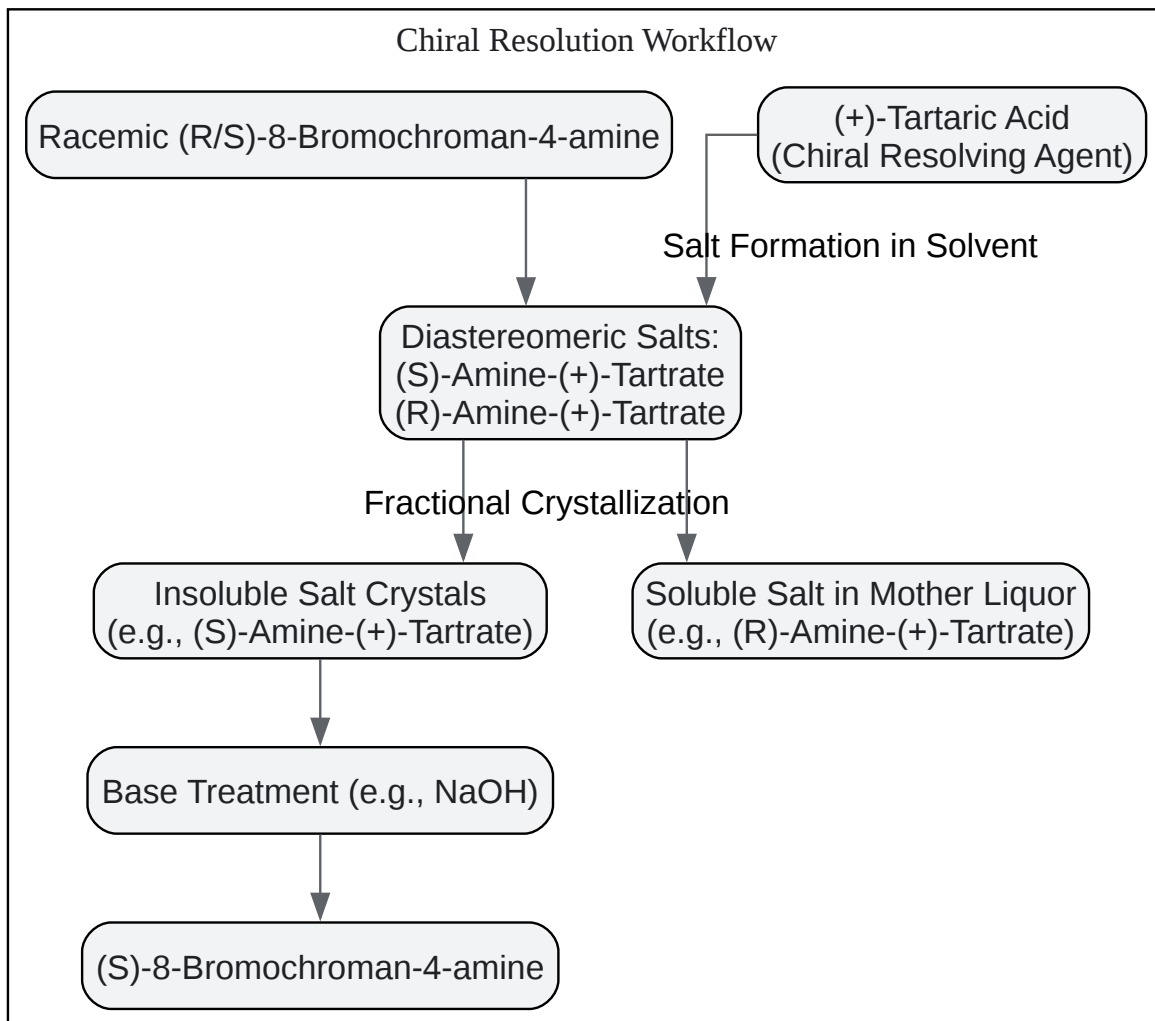 Chiral Resolution Workflow
Racemic (R/S)-8-Bromochroman-4-amine
(+)-Tartaric Acid
(Chiral Resolving Agent)
Salt Formation in Solvent
Diastereomeric Salts:
(S)-Amine-(+)-Tartrate
(R)-Amine-(+)-Tartrate
Fractional Crystallization
Insoluble Salt Crystals
(e.g., (S)-Amine-(+)-Tartrate)
Soluble Salt in Mother Liquor
(e.g., (R)-Amine-(+)-Tartrate)
Base Treatment (e.g., NaOH)
(S)-8-Bromochroman-4-amine